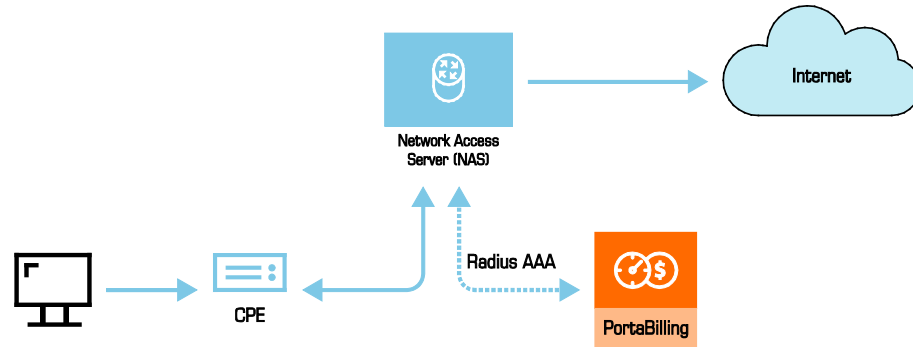 Internet
Network Access
Server (NAS)
Radius AAA
CPE
$
PortaBilling